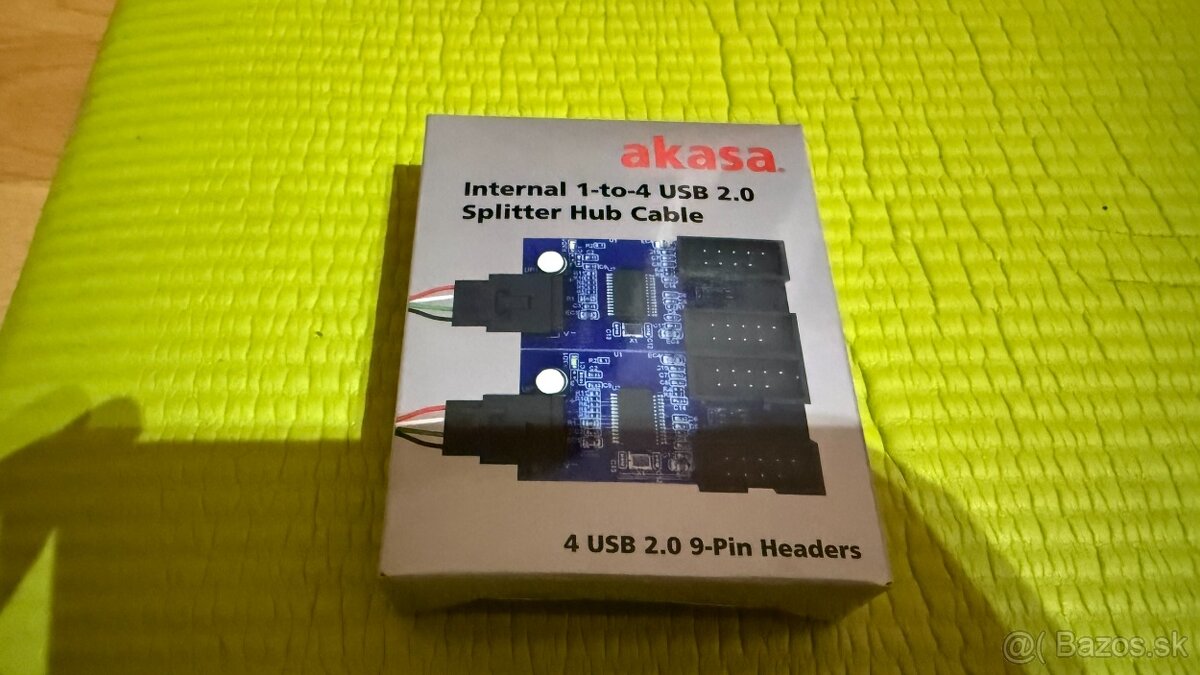 akasa.
Internal 1-to-4 USB 2.0
Splitter Hub Cable
4 USB 2.0 9-Pin Headers
@( Bazos.sk